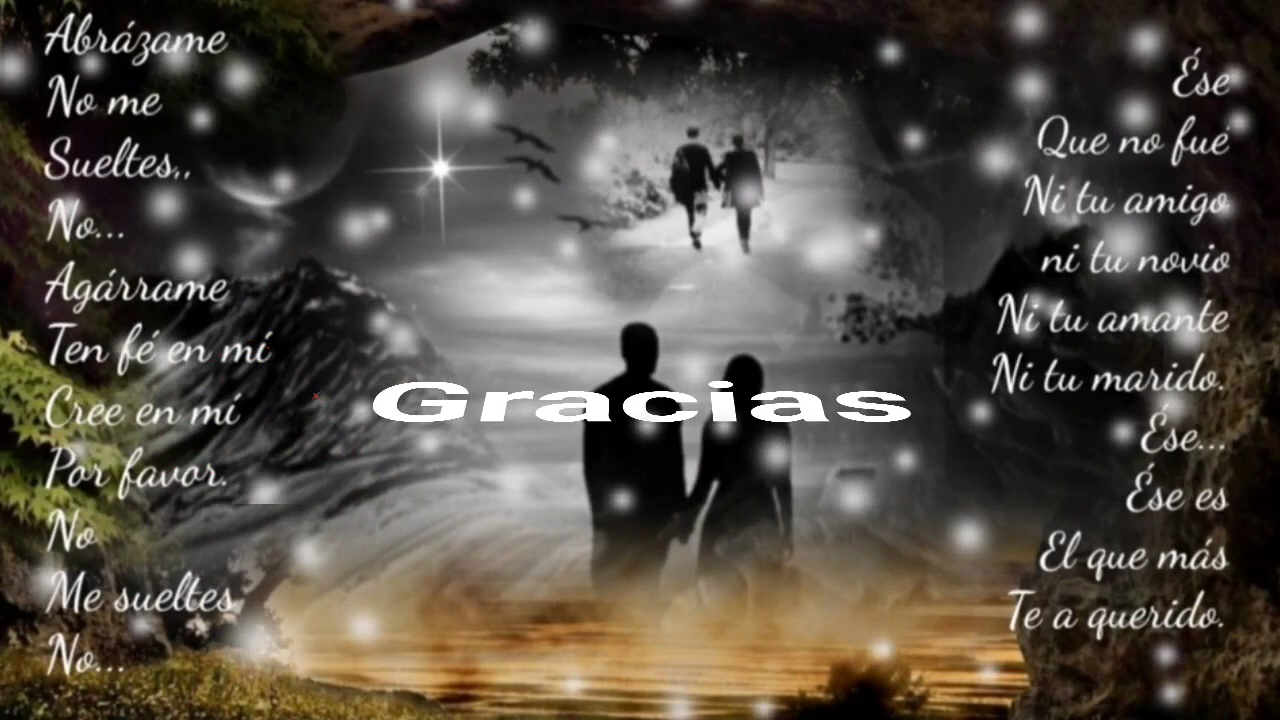 Abrázame
No me
Sueltes,,
No...
Agárrame
Ten fé en mí
Cree en mí
Por favor.
No
Me sueltes
No...
Gracias
Ése
Que no fué
Ni tu amigo
ni tu novio
Ni tu amante
Ni tu marido.
Ése...
Ése es
El que más
Te a querido.